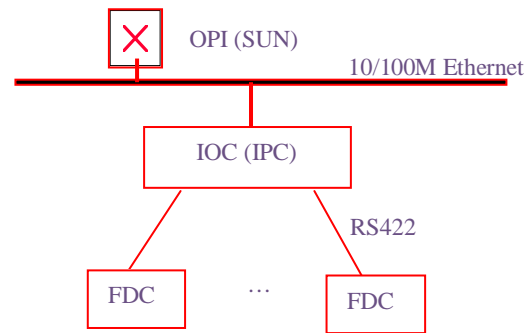 OPI (SUN)
10/100M Ethernet
IOC (IPC)
RS422
FDC
…
FDC